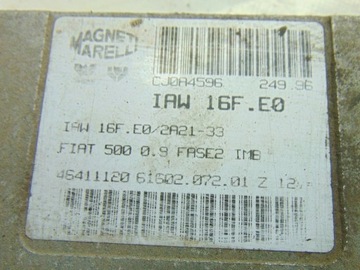 MAGNETI
MARELLI
CJ0A4596 249.96
IAW 16F.E0
IAW 16F.E0/2A21-33
FIAT 500 0.9 FASE2 IMB
46411120 61602.072.01 Z